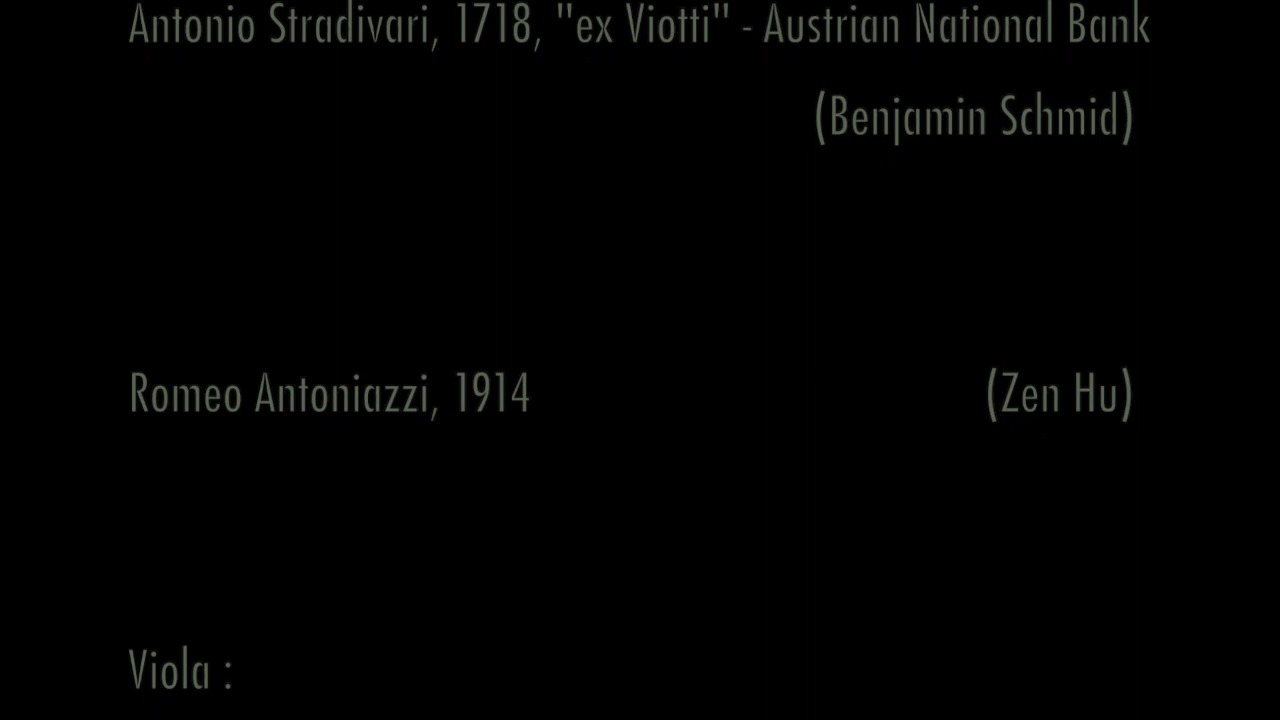 Antonio Stradivari, 1718, "ex Viotti" - Austrian National Bank
(Benjamin Schmid)
Romeo Antoniazzi, 1914 (Zen Hu)
Viola :